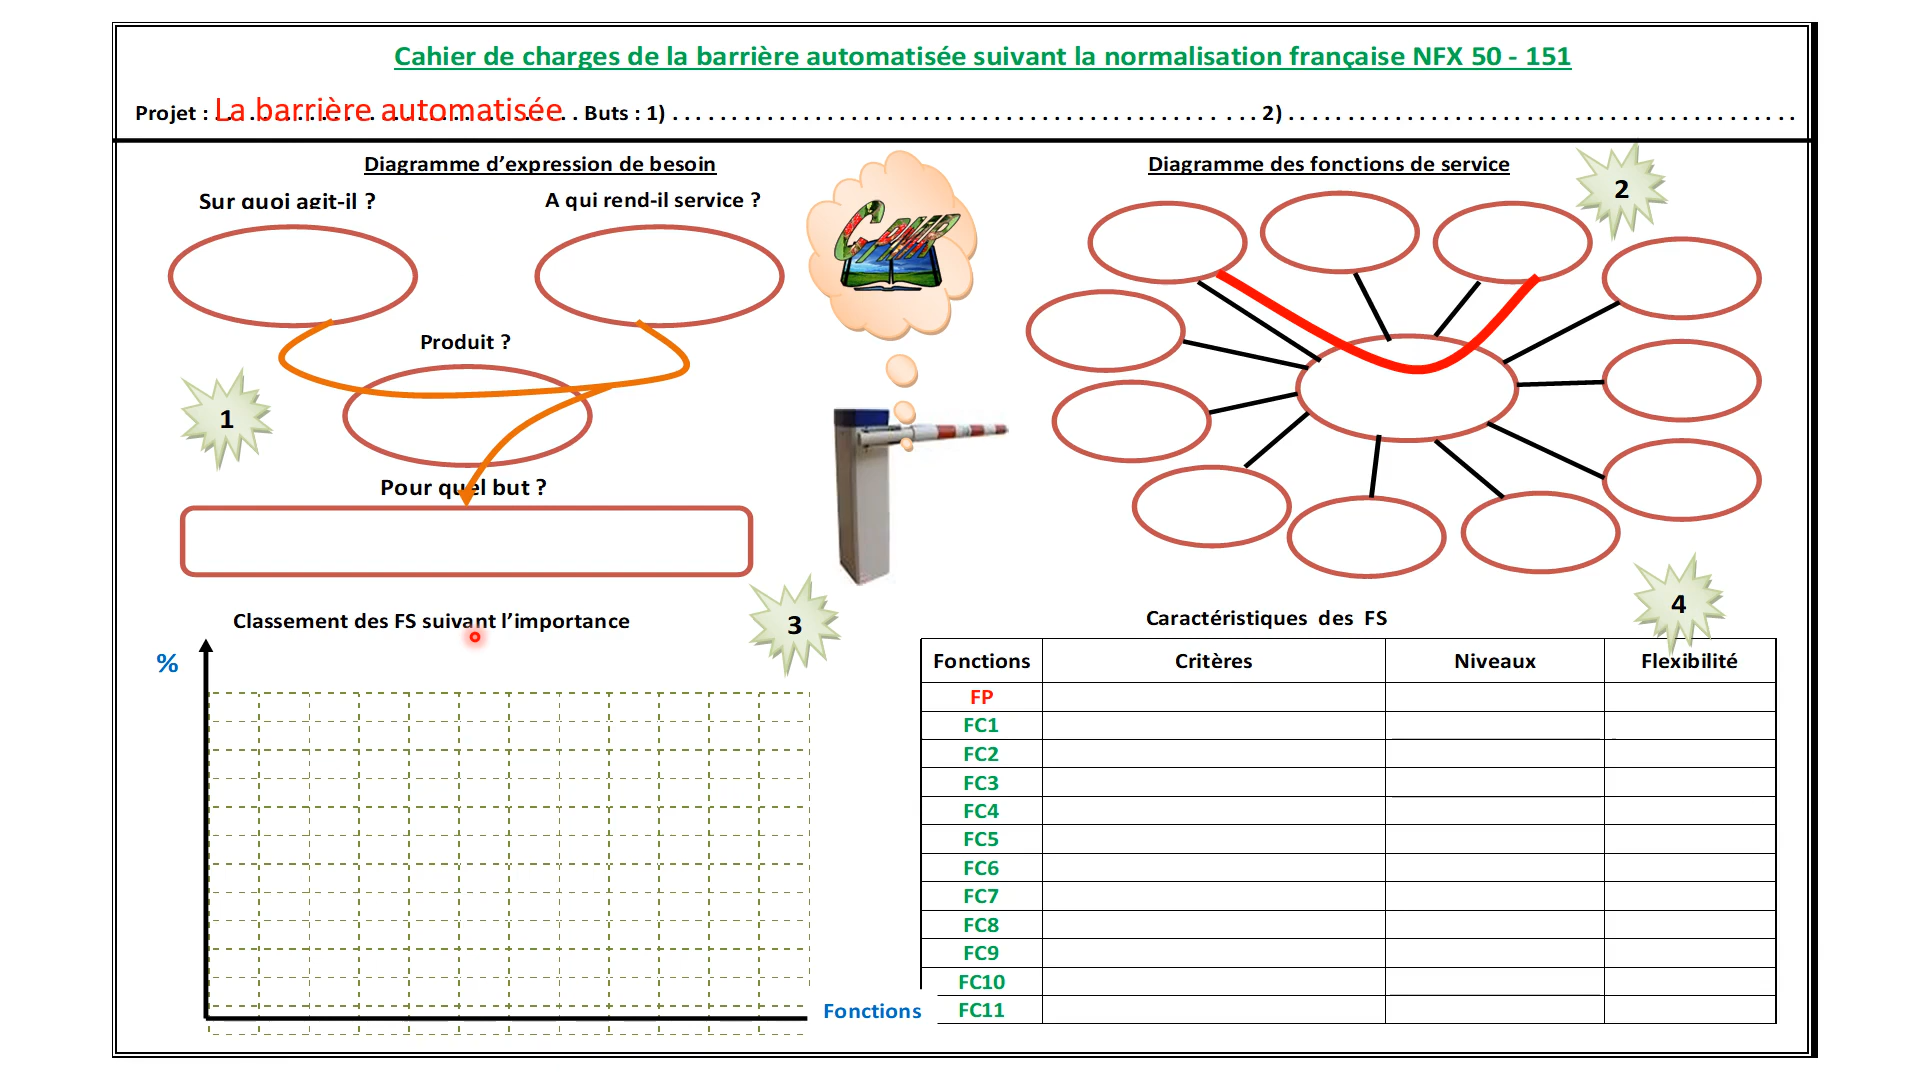 Cahier de charges de la barrière automatisée suivant la normalisation française NFX 50 - 151
Projet : La barrière automatisée . Buts : 1) . . . . . . . . . . . . . . . . . . . . . . . . . . . . . . . . . . . . . . . . . . . . . . . . . . . 2) . . . . . . . . . . . . . . . . . . . . . . . . . . . . . . . . . . . . . . . . . . .
Diagramme d'expression de besoin
Sur quoi agit-il ?
A qui rend-il service ?
Produit ?
1
Pour quel but ?
CPMR
Diagramme des fonctions de service
2
Classement des FS suivant l'importance
3
%
Fonctions
Caractéristiques des FS
4
Fonctions Critères Niveaux Flexibilité
FP
FC1
FC2
FC3
FC4
FC5
FC6
FC7
FC8
FC9
FC10
FC11